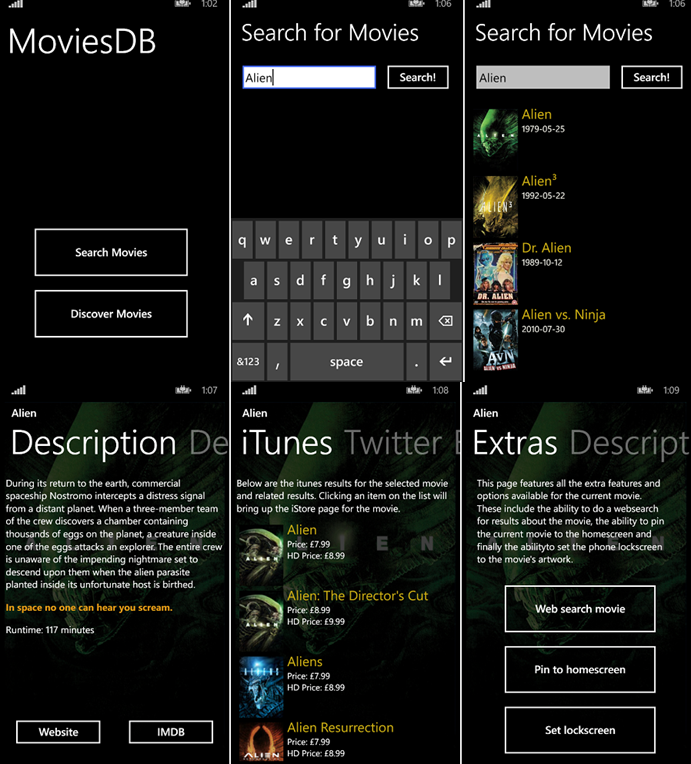 1:02
MoviesDB
Search Movies
Discover Movies
1:06
Search for Movies
Alien
Search!
q w e r t y u i o p
a s d f g h j k l
z x c v b n m
&123 , space .
1:06
Search for Movies
Alien
Search!
ALIEN
Alien
1979-05-25
ALIEN³
Alien³
1992-05-22
DR. ALIEN
Dr. Alien
1989-10-12
AVN
ALIEN VS NINJA
Alien vs. Ninja
2010-07-30
1:07
Alien
Description De
During its return to the earth, commercial
spaceship Nostromo intercepts a distress signal
from a distant planet. When a three-member team
of the crew discovers a chamber containing
thousands of eggs on the planet, a creature inside
one of the eggs attacks an explorer. The entire crew
is unaware of the impending nightmare set to
descend upon them when the alien parasite
planted inside its unfortunate host is birthed.
In space no one can hear you scream.
Runtime: 117 minutes
Website
IMDB
1:08
Alien
iTunes Twitter E
Below are the itunes results for the selected movie
and related results. Clicking an item on the list will
bring up the iStore page for the movie.
ALIEN
Alien
Price: £7.99
HD Price: £8.99
I E N
ALIEN
Alien: The Director's Cut
Price: £8.99
HD Price: £9.99
ALIENS
Aliens
Price: £7.99
HD Price: £8.99
ALIEN
Alien Resurrection
Price: £7.99
HD Price: £8.99
1:09
Alien
Extras Descript
This page features all the extra features and
options available for the current movie.
These include the ability to do a websearch
for results about the movie, the ability to pin
the current movie to the homescreen and
finally the abilityto set the phone lockscreen
to the movie's artwork.
Web search movie
Pin to homescreen
Set lockscreen